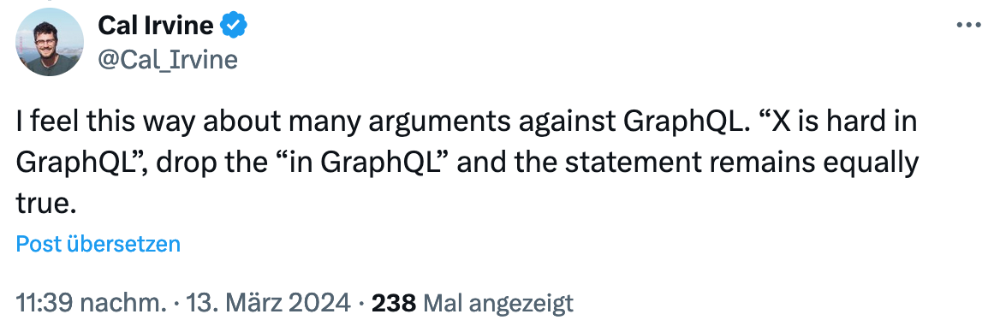 Cal Irvine
@Cal_Irvine
I feel this way about many arguments against GraphQL. “X is hard in
GraphQL”, drop the “in GraphQL” and the statement remains equally
true.
Post übersetzen
11:39 nachm. · 13. März 2024 · 238 Mal angezeigt